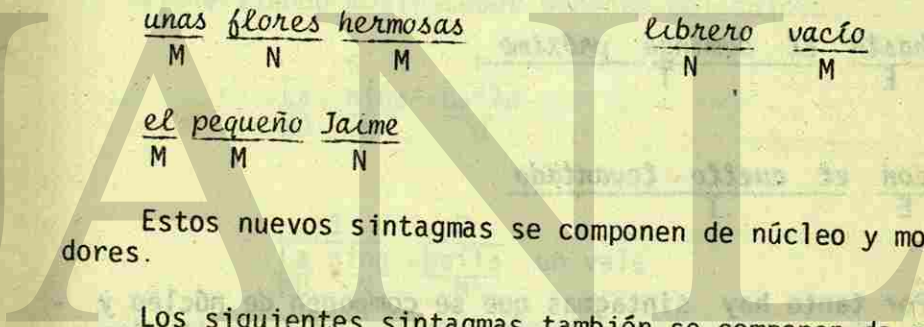 unas flores hermosas librero vacío
M N M N M
el pequeño Jaime
M M N
Estos nuevos sintagmas se componen de núcleo y mo
dores.
Los siguientes sintagmas también se componen de